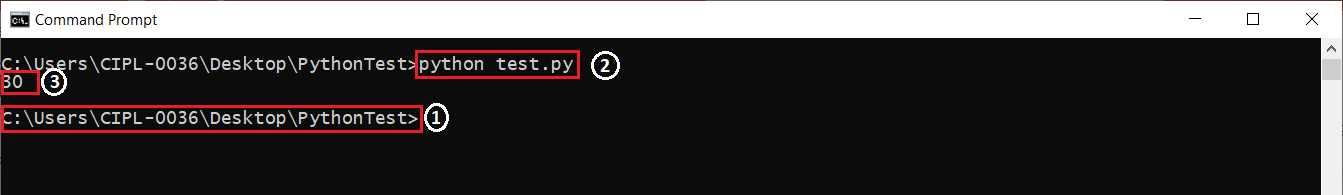 Command Prompt
C:\Users\CIPL-0036\Desktop\PythonTest>python test.py 2
30 3
C:\Users\CIPL-0036\Desktop\PythonTest> 1